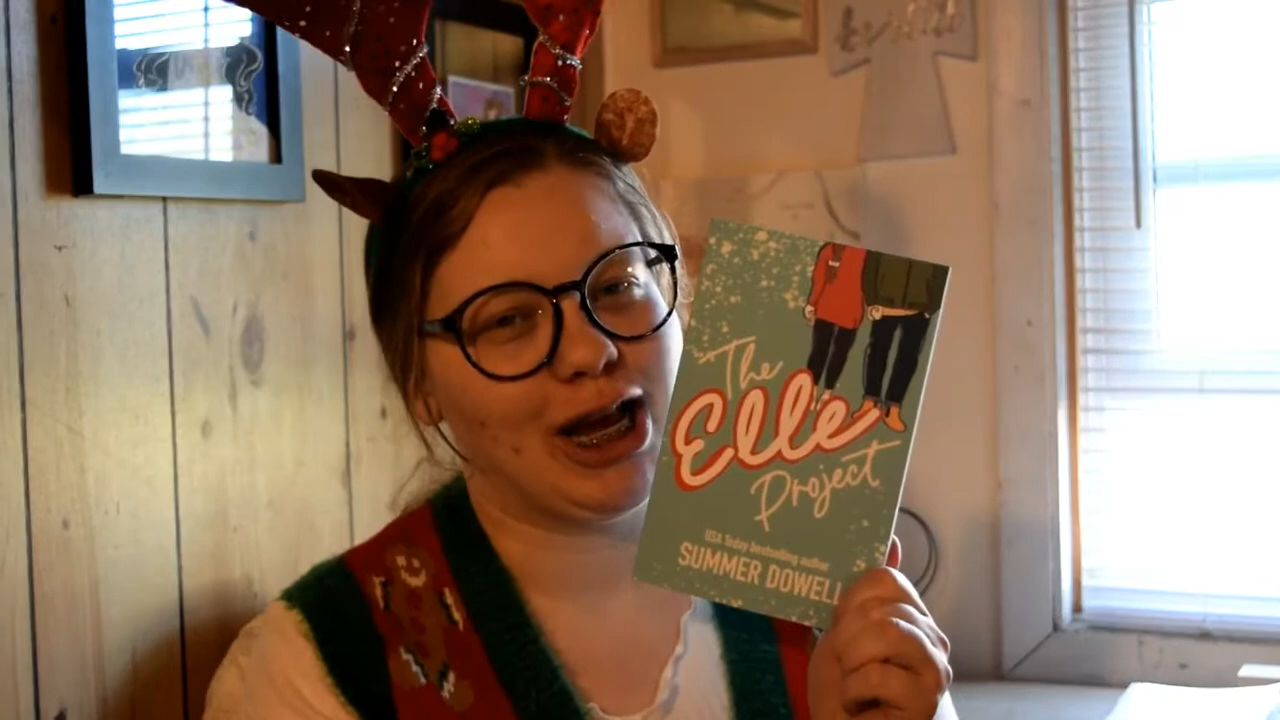 The
Elle
Project
USA Today bestselling author
SUMMER DOWELL